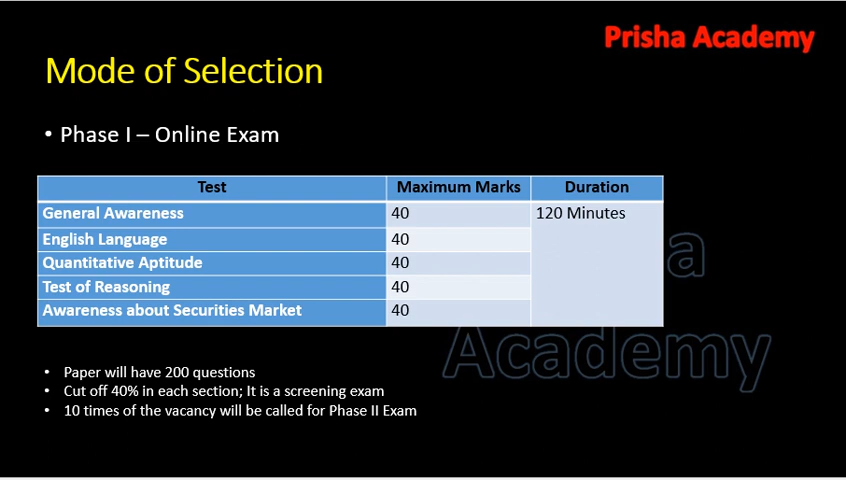 Prisha Academy
Mode of Selection
• Phase I – Online Exam
Test Maximum Marks Duration
General Awareness 40 120 Minutes
English Language 40
Quantitative Aptitude 40
Test of Reasoning 40
Awareness about Securities Market 40
a
Academy
• Paper will have 200 questions
• Cut off 40% in each section; It is a screening exam
• 10 times of the vacancy will be called for Phase II Exam